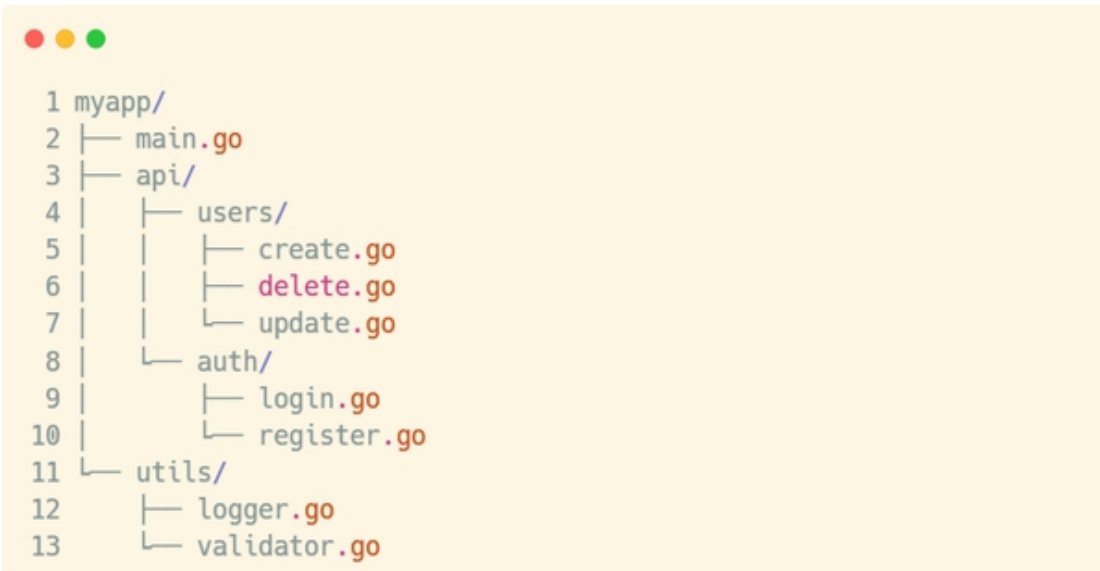 1 myapp/
2 ├── main.go
3 ├── api/
4 │   ├── users/
5 │   │   ├── create.go
6 │   │   ├── delete.go
7 │   │   └── update.go
8 │   └── auth/
9 │       ├── login.go
10 │       └── register.go
11 └── utils/
12     ├── logger.go
13     └── validator.go